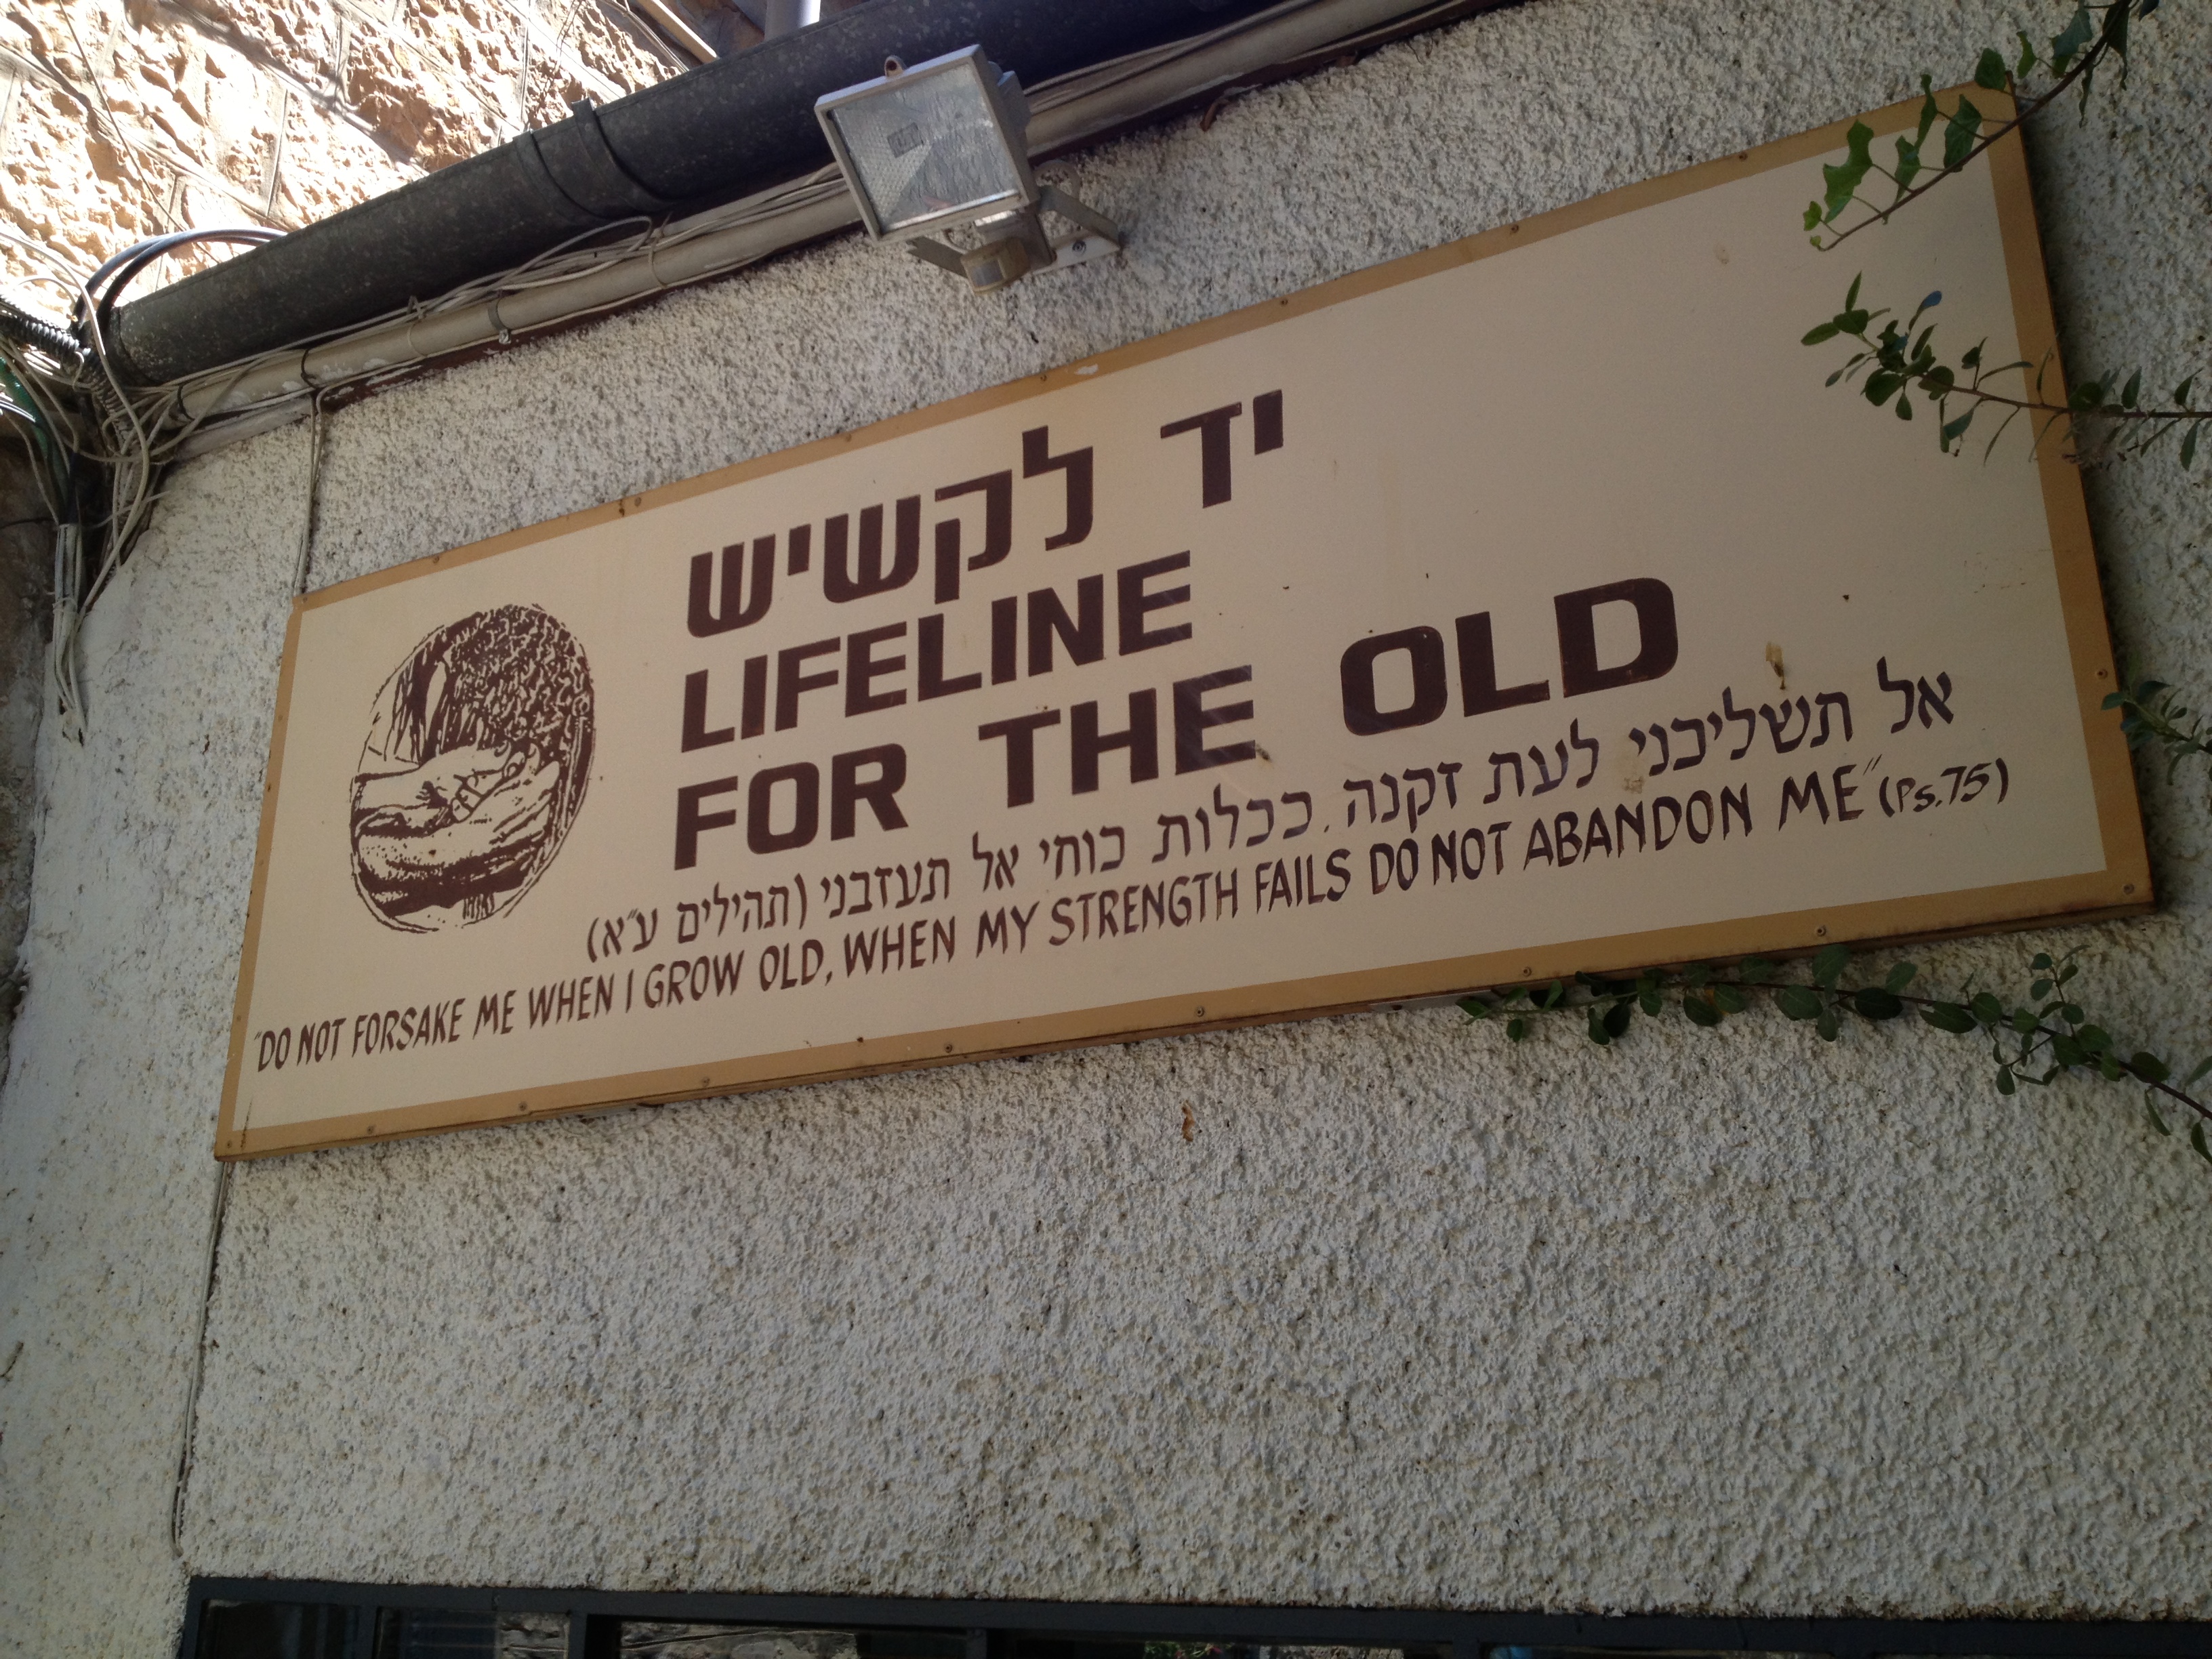 יד לקשיש
LIFELINE
FOR THE OLD
אל תשליכני לעת זקנה, ככלות כוחי אל תעזבני (תהילים ע״א)
"DO NOT FORSAKE ME WHEN I GROW OLD, WHEN MY STRENGTH FAILS DO NOT ABANDON ME" (Ps.75)